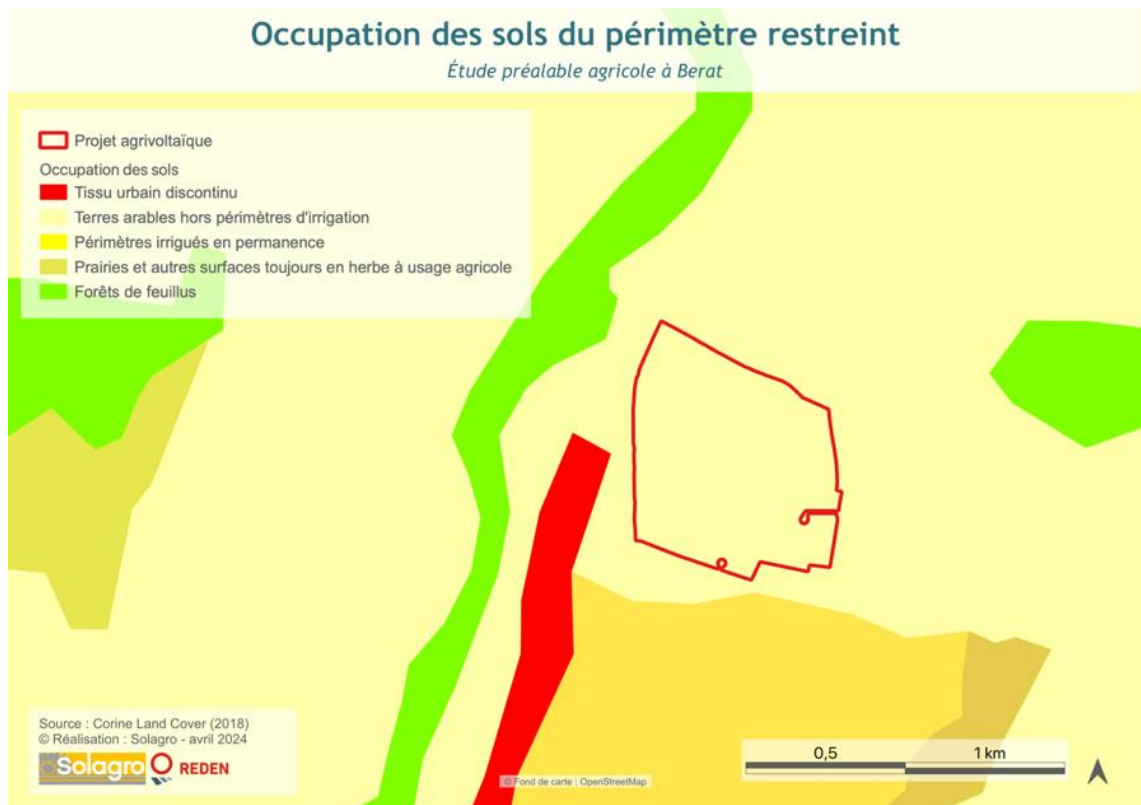 Occupation des sols du périmètre restreint
Étude préalable agricole à Berat
Projet agrivoltaïque
Occupation des sols
Tissu urbain discontinu
Terres arables hors périmètres d'irrigation
Périmètres irrigués en permanence
Prairies et autres surfaces toujours en herbe à usage agricole
Forêts de feuillus
Source : Corine Land Cover (2018)
© Réalisation : Solagro - avril 2024
Solagro REDEN
© Fond de carte : OpenStreetMap
0,5 1 km